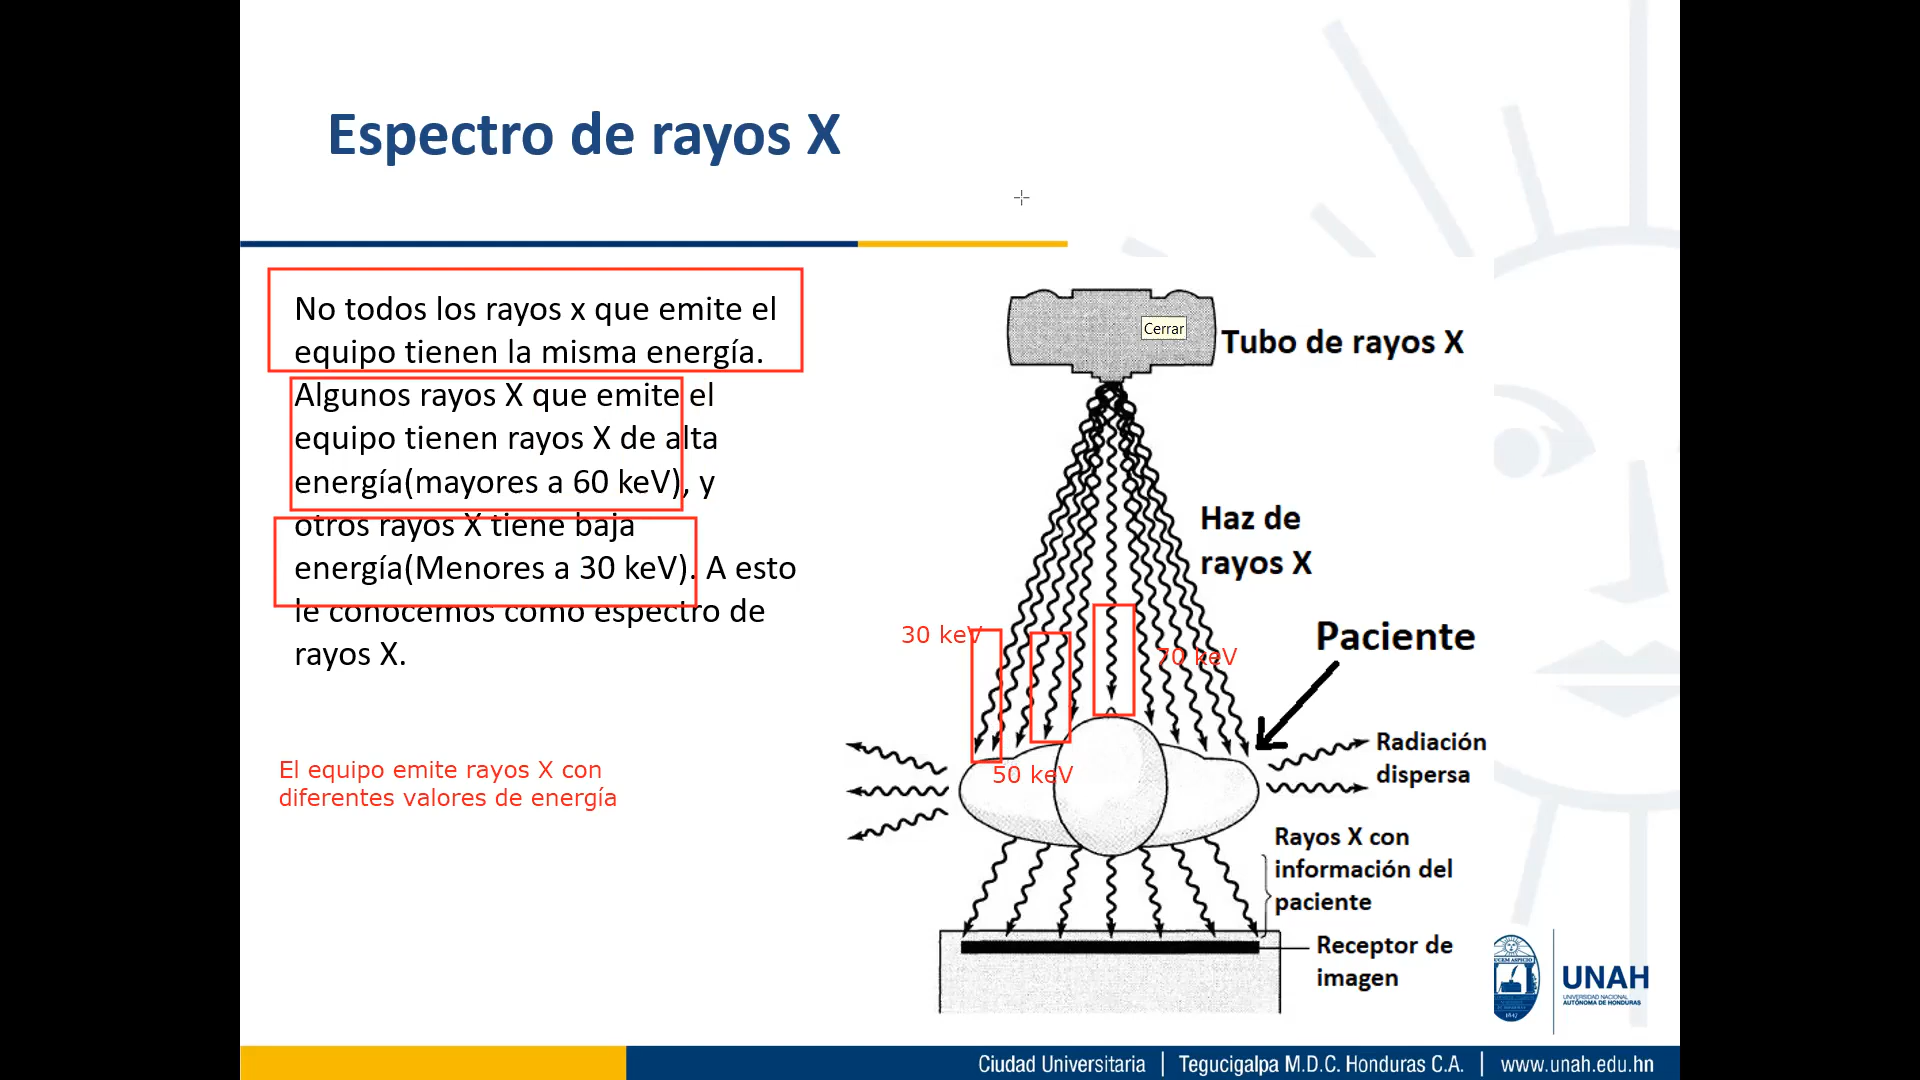 Espectro de rayos X
No todos los rayos x que emite el
equipo tienen la misma energía.
Algunos rayos X que emite el
equipo tienen rayos X de alta
energía(mayores a 60 keV), y
otros rayos X tiene baja
energía(Menores a 30 keV). A esto
le conocemos como espectro de
rayos X.
El equipo emite rayos X con
diferentes valores de energía
Cerrar
Tubo de rayos X
Haz de
rayos X
30 keV
70 keV
50 keV
Paciente
Radiación
dispersa
Rayos X con
información del
paciente
Receptor de
imagen
UNAH
UNIVERSIDAD NACIONAL
AUTÓNOMA DE HONDURAS
Ciudad Universitaria | Tegucigalpa M.D.C. Honduras C.A. | www.unah.edu.hn